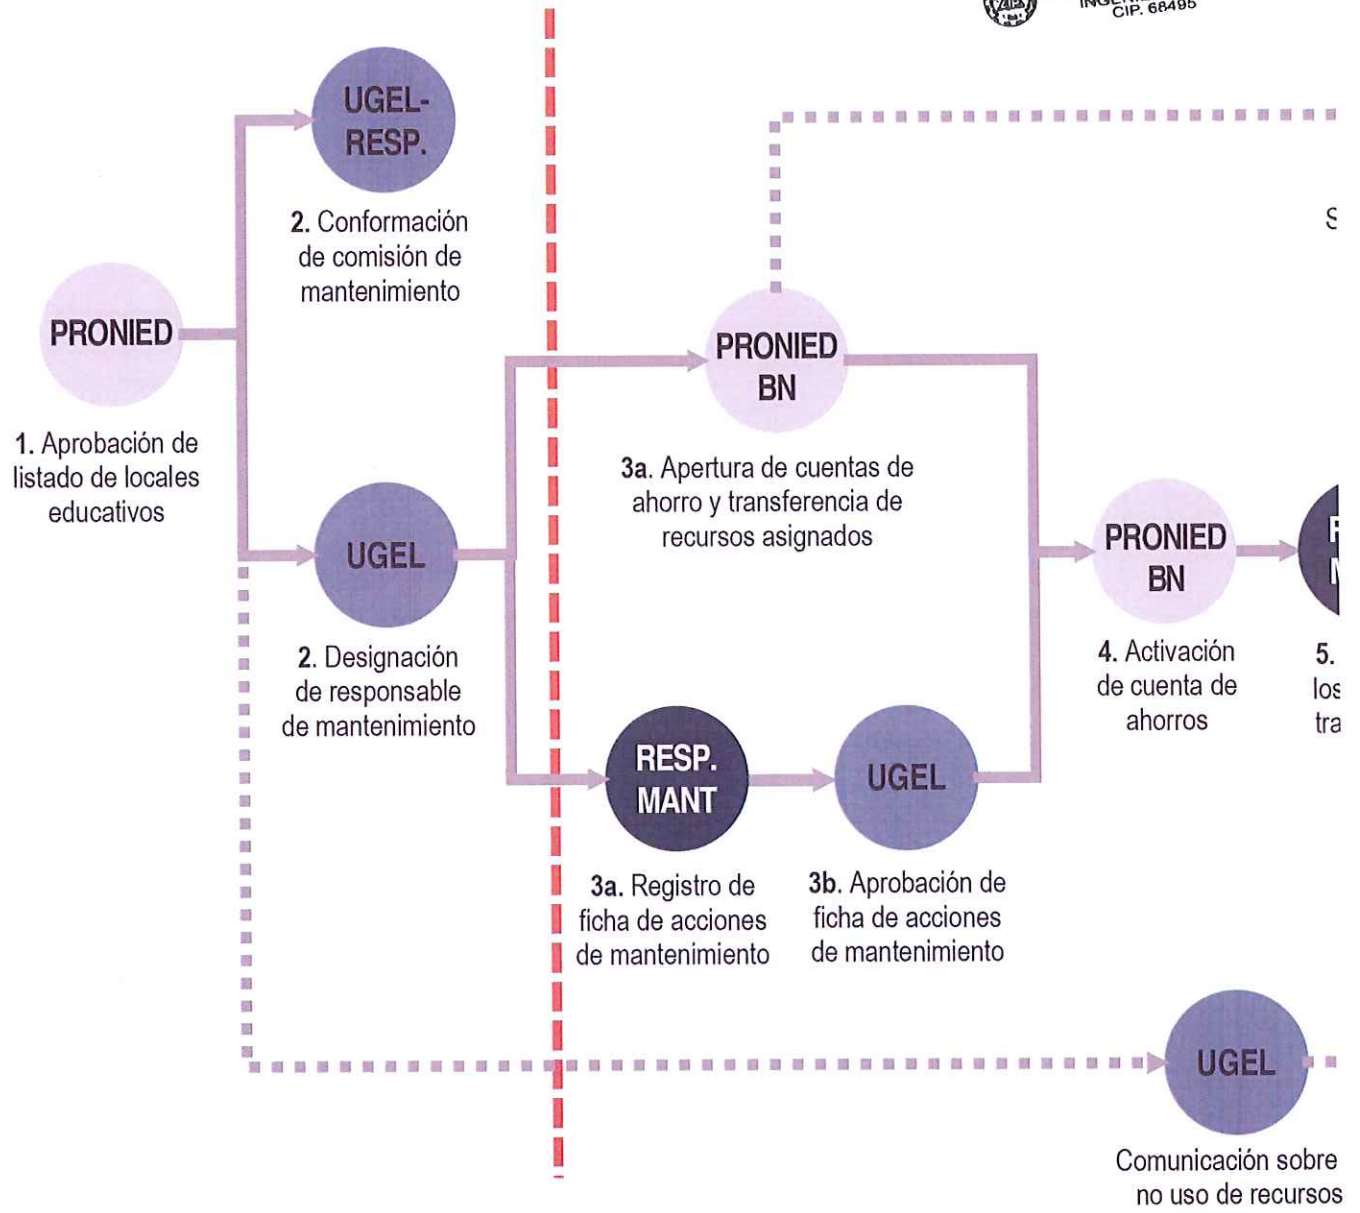 CIP. 68495
UGEL-
RESP.
2. Conformación
de comisión de
mantenimiento
PRONIED
1. Aprobación de
listado de locales
educativos
UGEL
2. Designación
de responsable
de mantenimiento
PRONIED
BN
3a. Apertura de cuentas de
ahorro y transferencia de
recursos asignados
RESP.
MANT
3a. Registro de
ficha de acciones
de mantenimiento
UGEL
3b. Aprobación de
ficha de acciones
de mantenimiento
PRONIED
BN
4. Activación
de cuenta de
ahorros
5.
los
tra
UGEL
Comunicación sobre
no uso de recursos